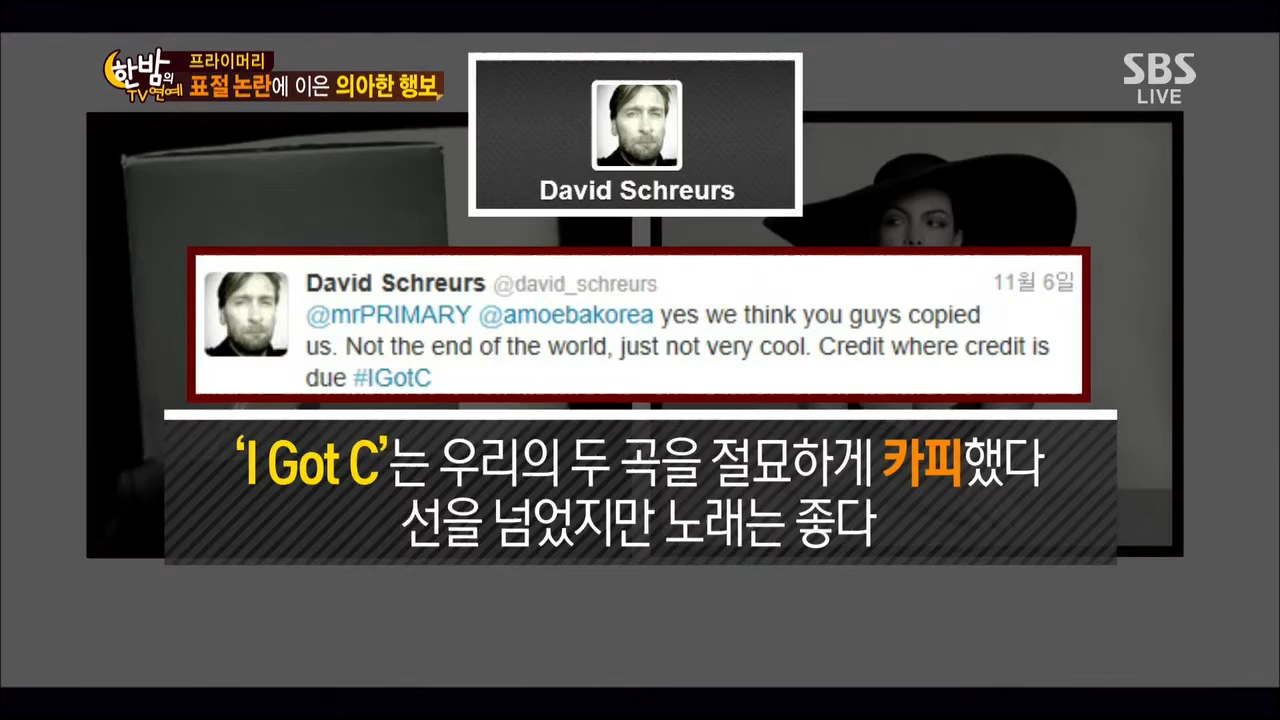 한밤의
TV연예
프라이머리
표절 논란에 이은 의아한 행보
SBS
LIVE
David Schreurs
David Schreurs @david_schreurs 11월 6일
@mrPRIMARY @amoebakorea yes we think you guys copied
us. Not the end of the world, just not very cool. Credit where credit is
due #IGotC
‘I Got C’는 우리의 두 곡을 절묘하게 카피했다
선을 넘었지만 노래는 좋다